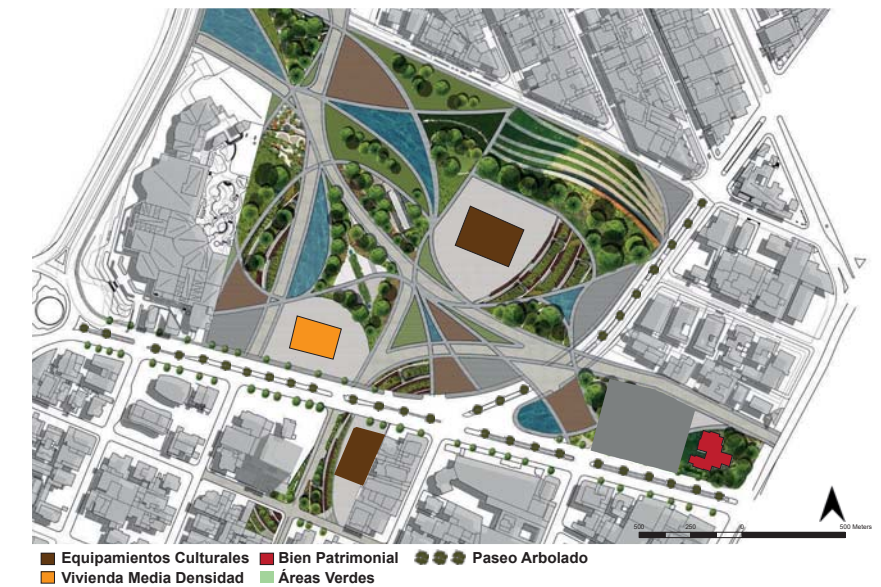 500 250 0 500 Meters
Equipamientos Culturales Bien Patrimonial Paseo Arbolado
Vivienda Media Densidad Áreas Verdes